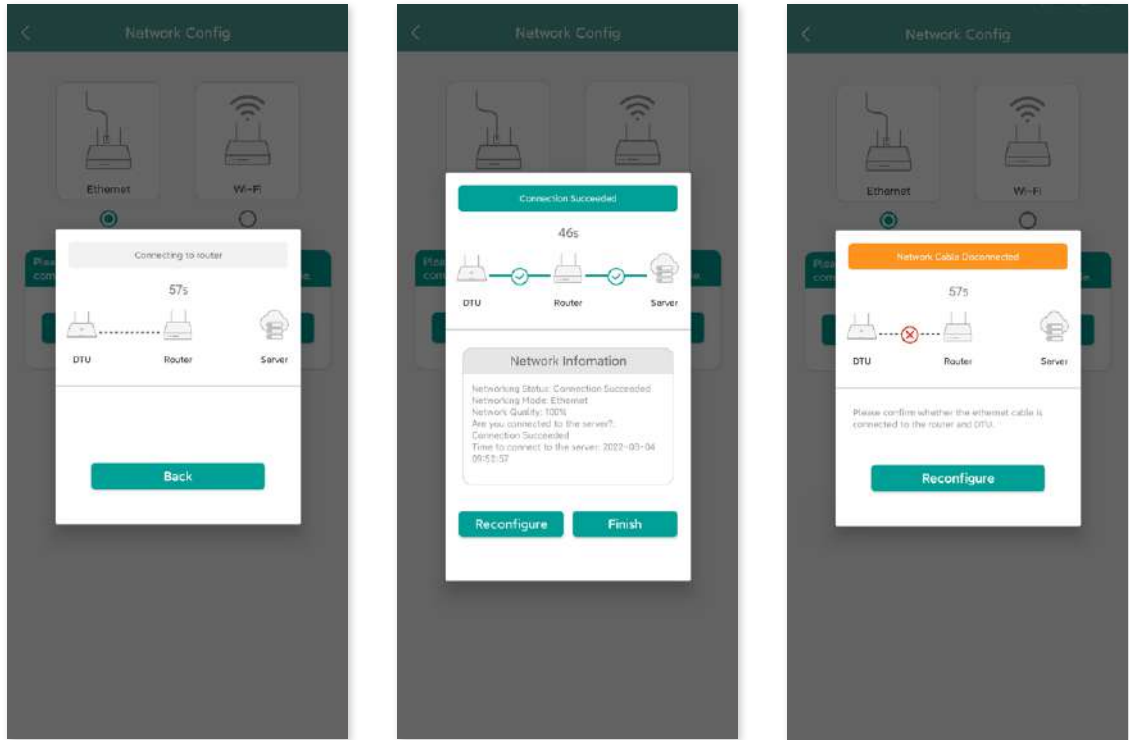 Network Config
Ethernet
Wi-Fi
Connecting to router
57s
DTU
Router
Server
Back
Network Config
Connection Succeeded
46s
DTU
Router
Server
Network Infomation
Networking Status: Connection Succeeded
Networking Mode: Ethernet
Network Quality: 100%
Are you connected to the server?:
Connection Succeeded
Time to connect to the server: 2022-03-04
09:52:57
Reconfigure
Finish
Network Config
Ethernet
Wi-Fi
Network Cable Disconnected
57s
DTU
Router
Server
Please confirm whether the ethernet cable is
connected to the router and DTU.
Reconfigure